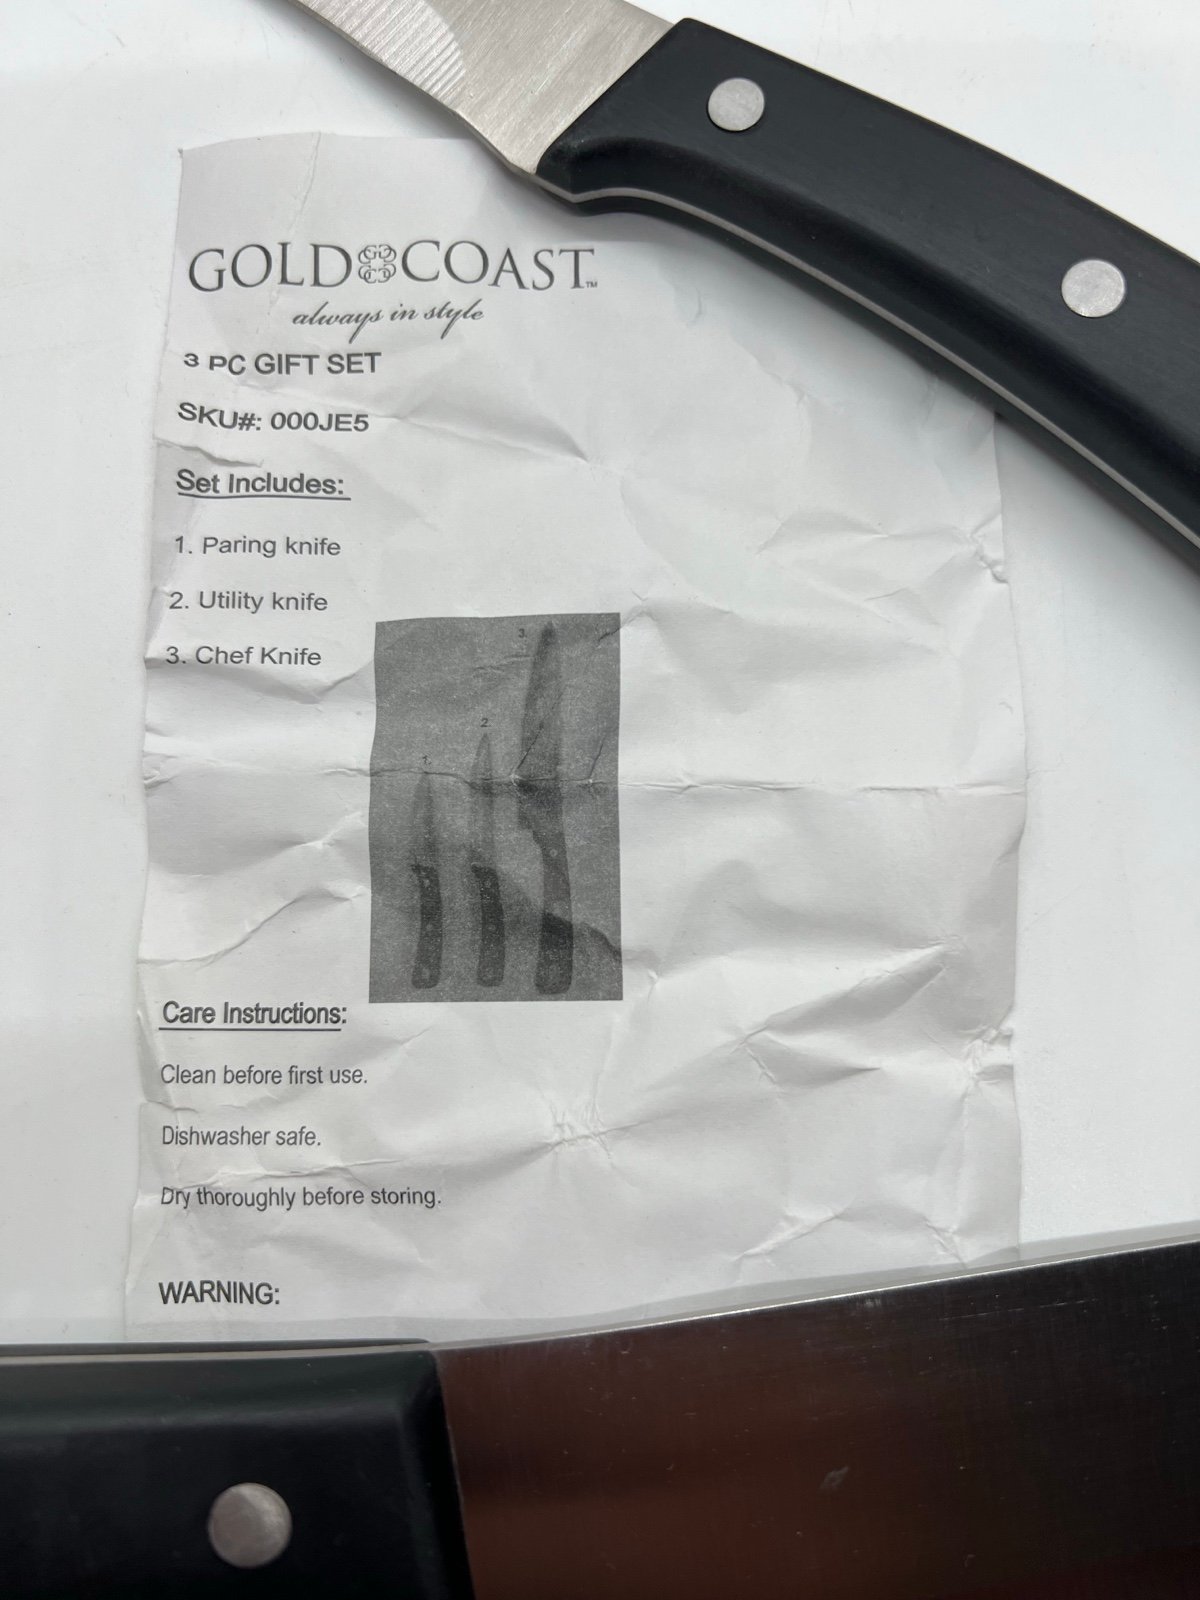 GOLD COAST™
always in style
3 PC GIFT SET
SKU#: 000JE5
Set Includes:
1. Paring knife
2. Utility knife
3. Chef Knife
3.
2.
1.
Care Instructions:
Clean before first use.
Dishwasher safe.
Dry thoroughly before storing.
WARNING: